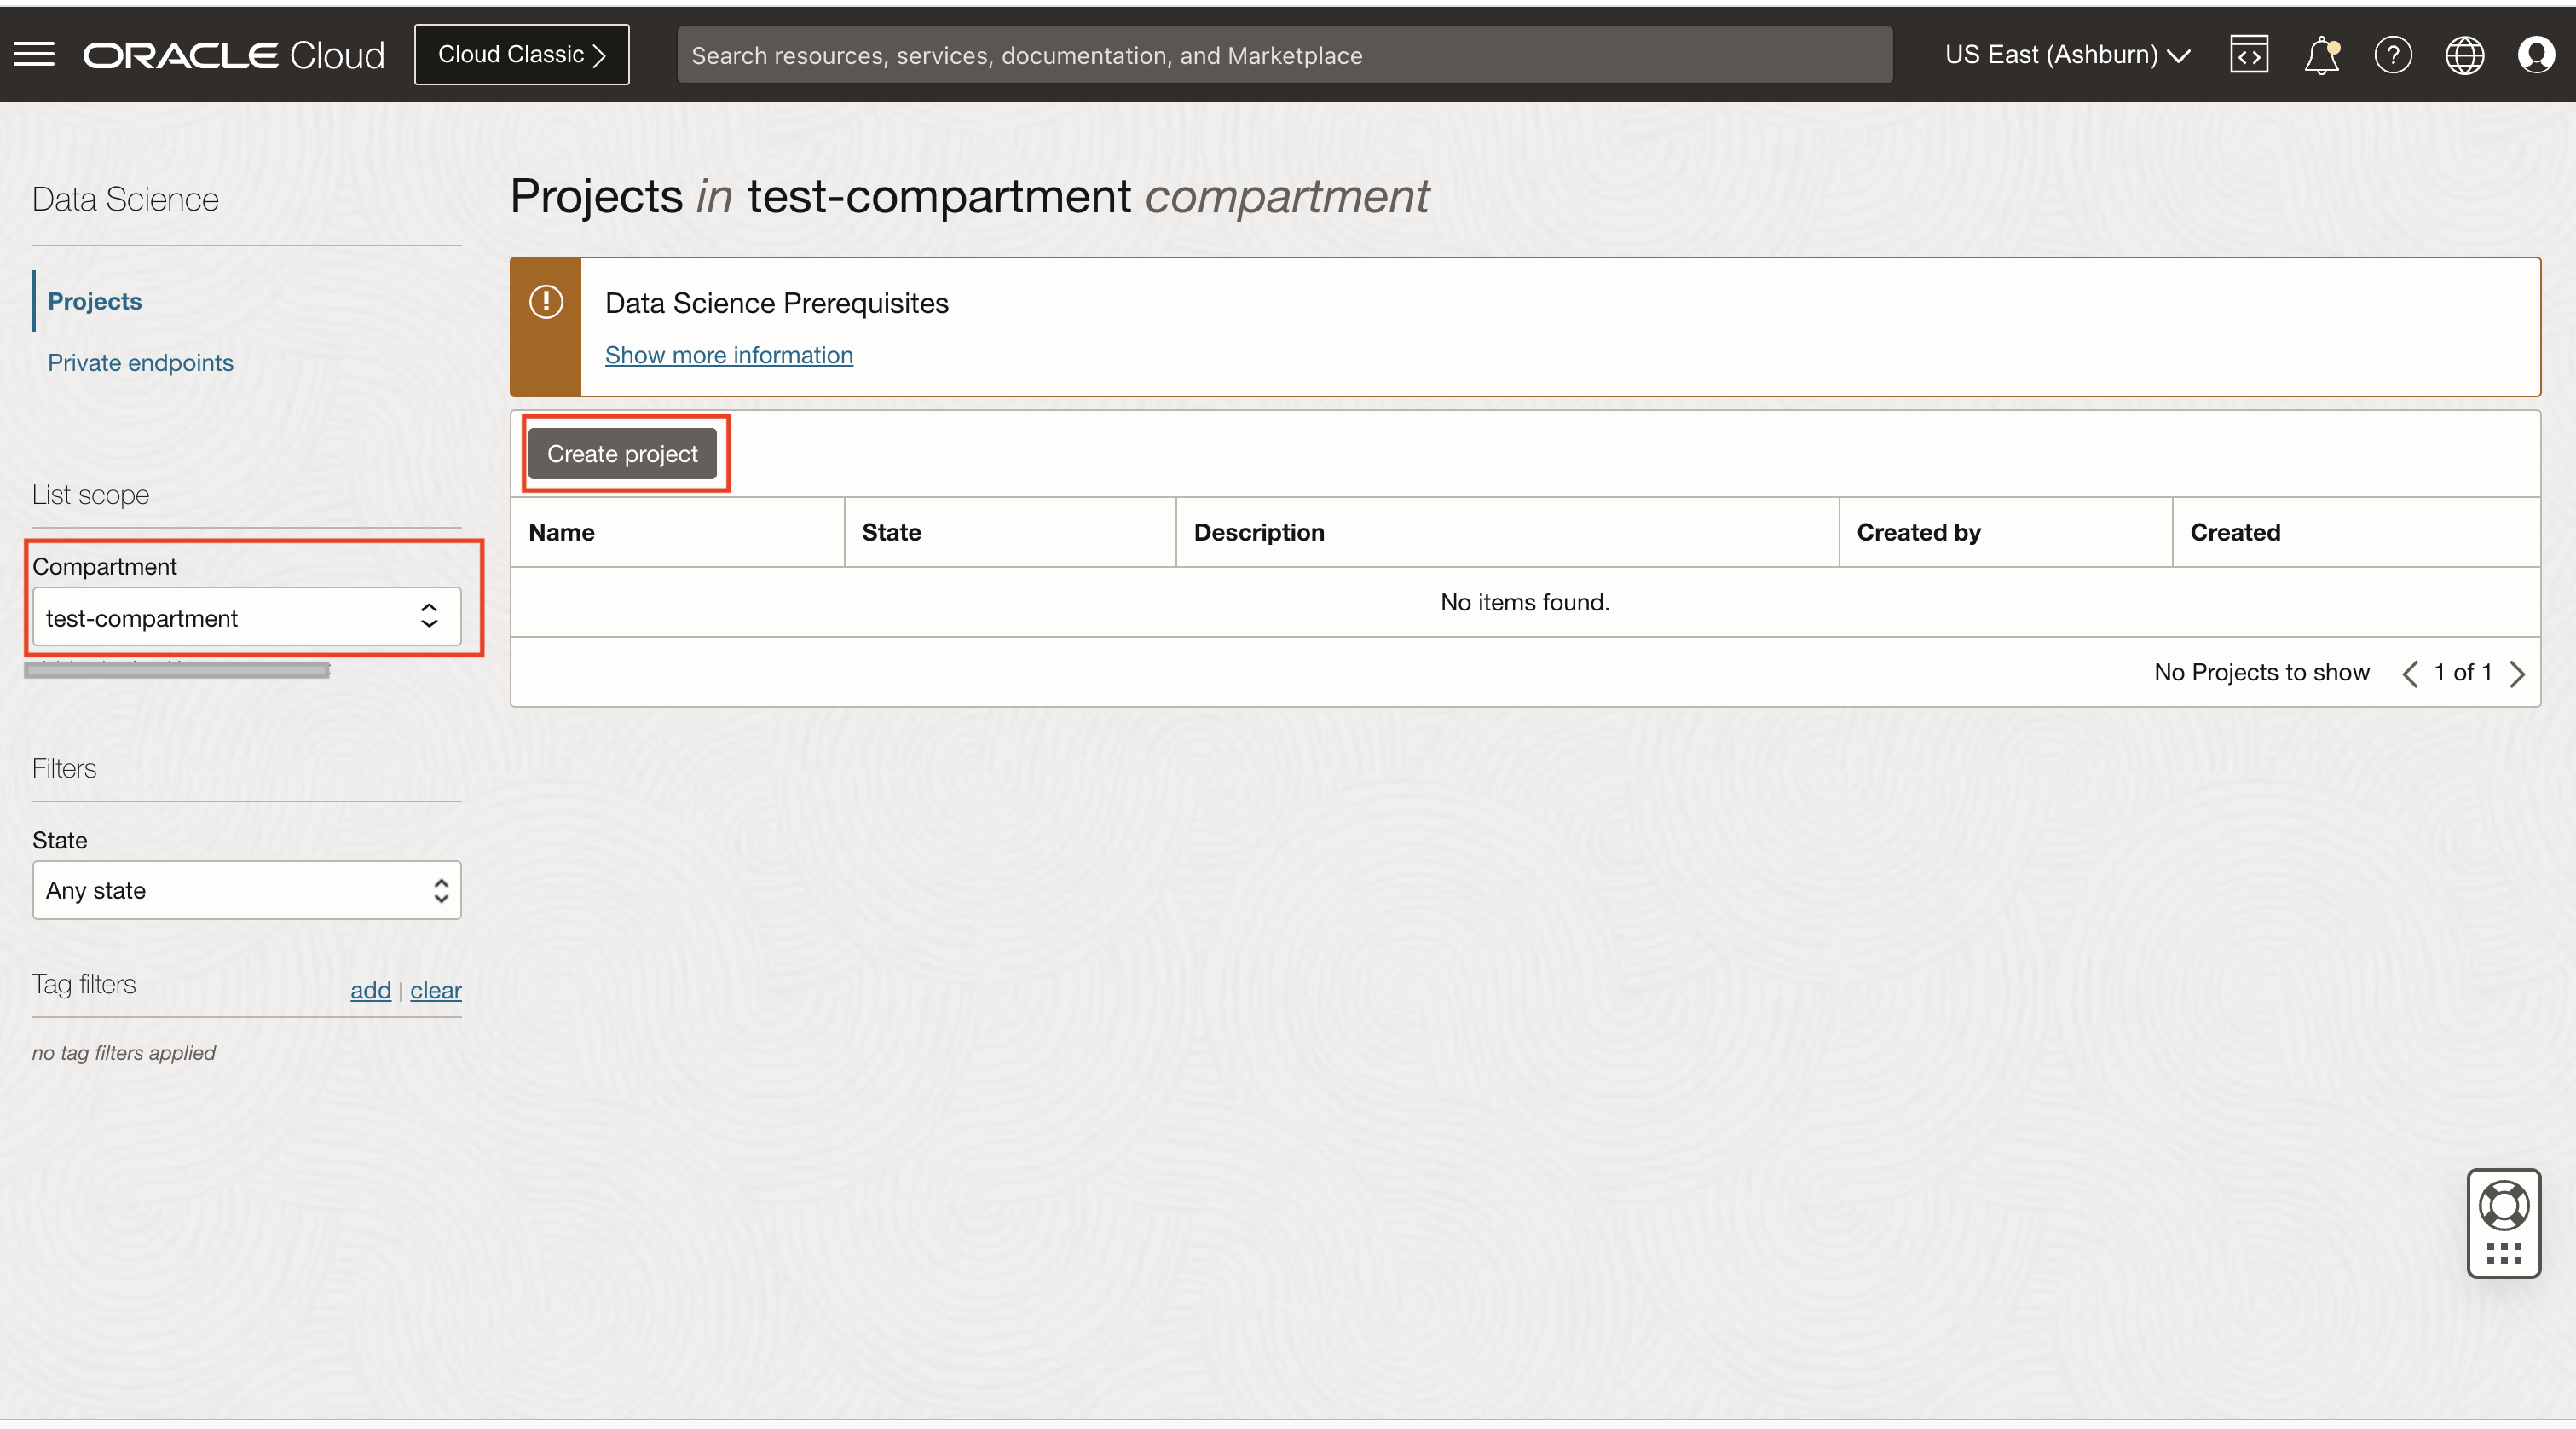 ORACLE Cloud
Cloud Classic
Search resources, services, documentation, and Marketplace
US East (Ashburn)
Data Science
Projects
Private endpoints
List scope
Compartment
test-compartment
Filters
State
Any state
Tag filters
add | clear
no tag filters applied
Projects in test-compartment compartment
Data Science Prerequisites
Show more information
Create project
Name State Description Created by Created
No items found.
No Projects to show 1 of 1